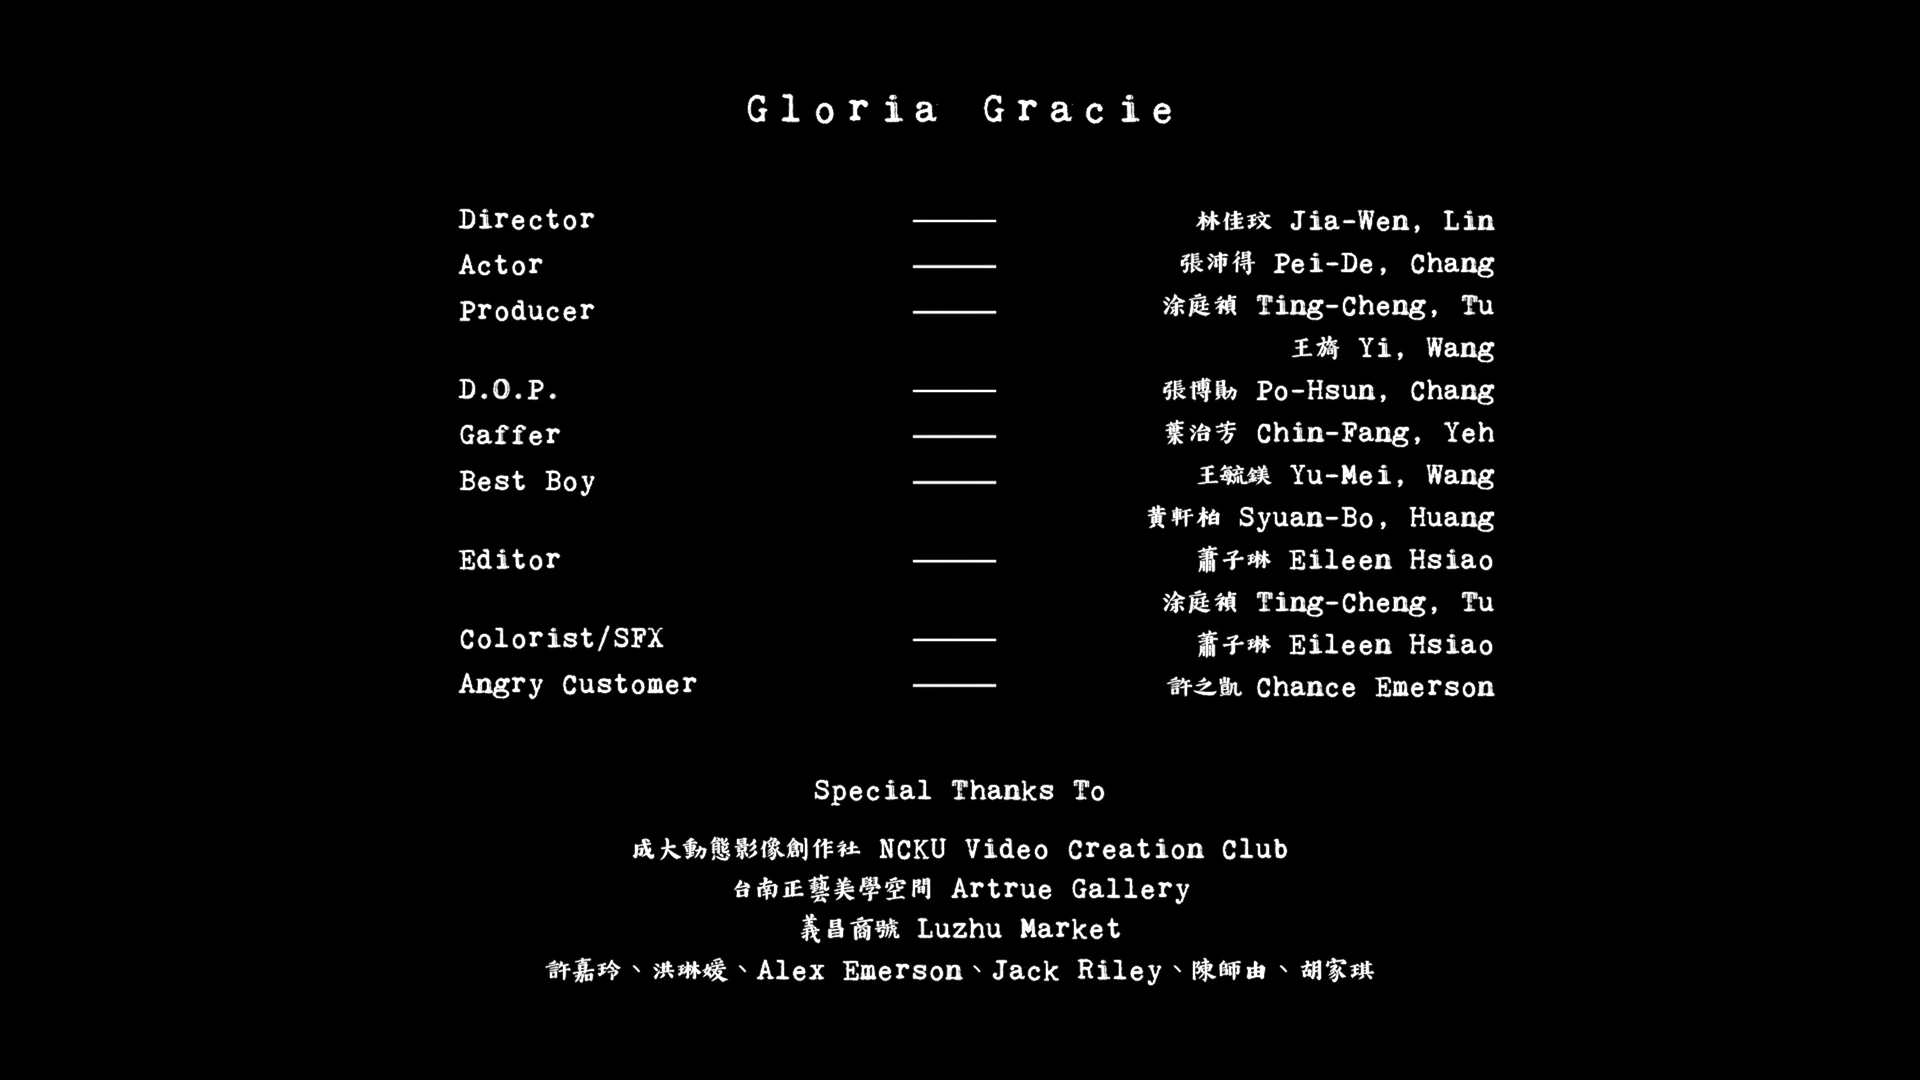 Gloria Gracie
Director —— 林佳玟 Jia-Wen, Lin
Actor —— 張沛得 Pei-De, Chang
Producer —— 涂庭禎 Ting-Cheng, Tu
王旖 Yi, Wang
D.O.P. —— 張博勛 Po-Hsun, Chang
Gaffer —— 葉治芳 Chin-Fang, Yeh
Best Boy —— 王毓鎂 Yu-Mei, Wang
黃軒柏 Syuan-Bo, Huang
Editor —— 蕭子琳 Eileen Hsiao
涂庭禎 Ting-Cheng, Tu
Colorist/SFX —— 蕭子琳 Eileen Hsiao
Angry Customer —— 許之凱 Chance Emerson
Special Thanks To
成大動態影像創作社 NCKU Video Creation Club
台南正藝美學空間 Artrue Gallery
義昌商號 Luzhu Market
許嘉玲、洪琳媛、Alex Emerson、Jack Riley、陳師由、胡家琪